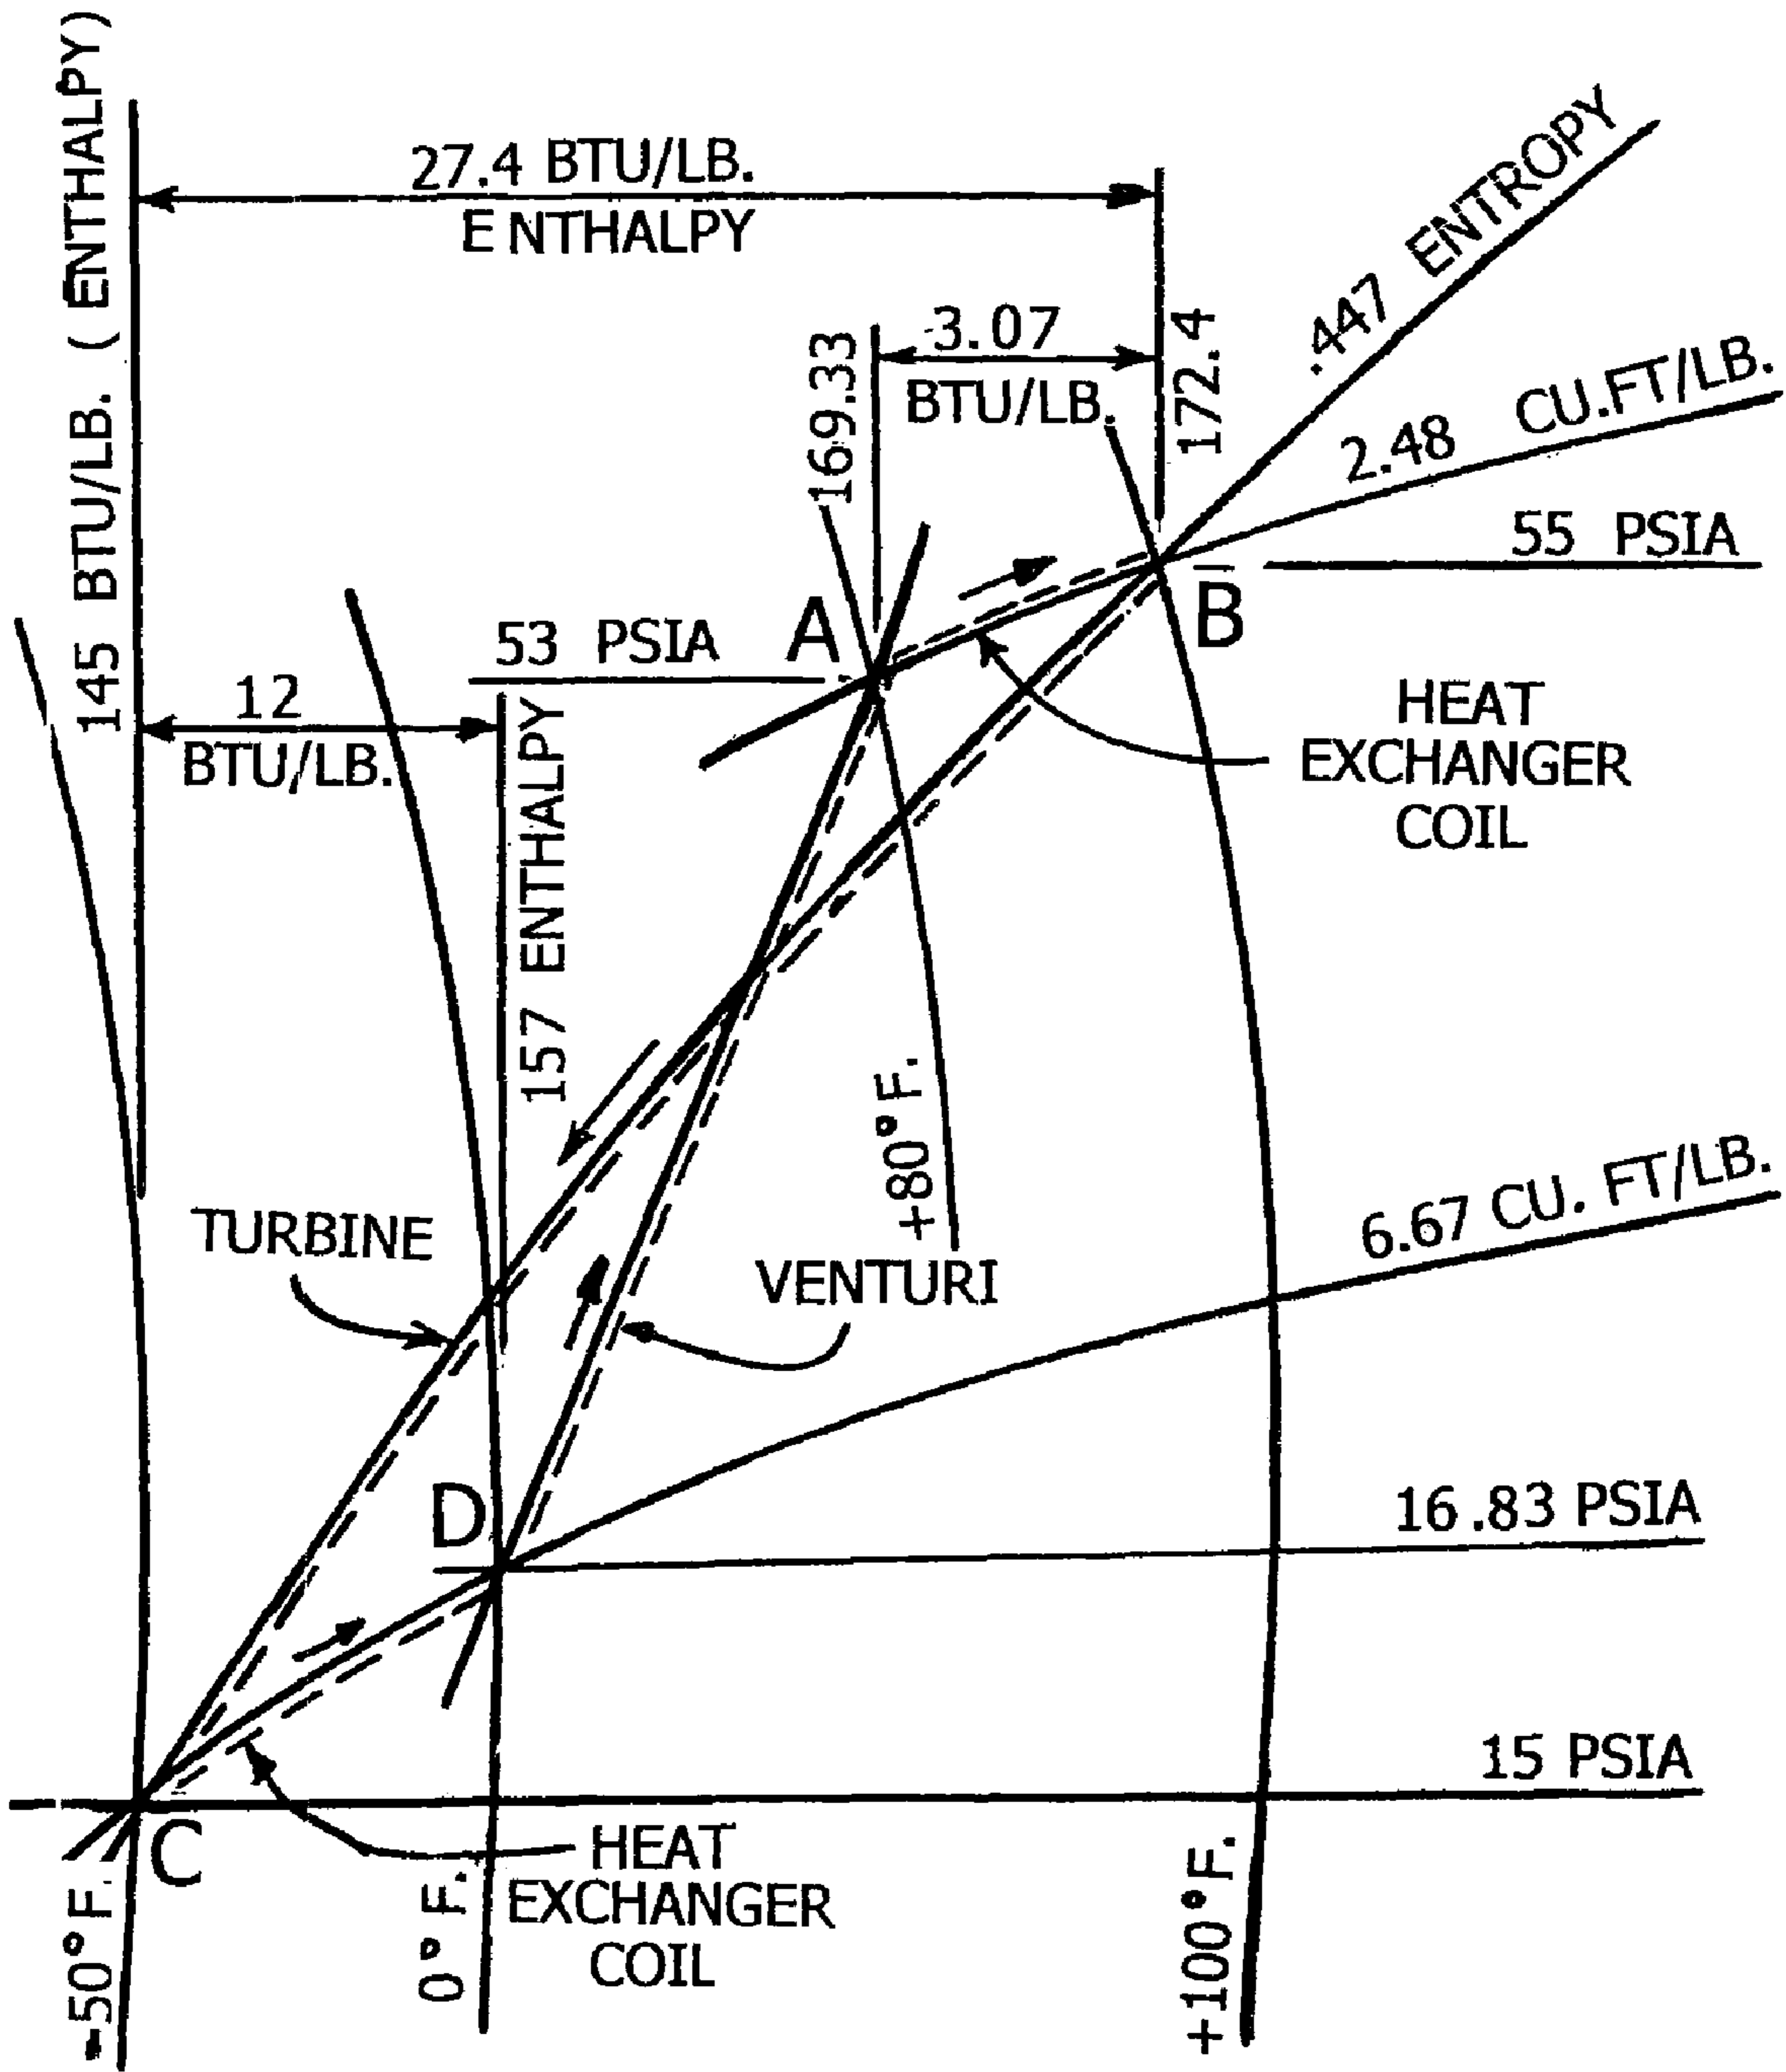 145 BTU/LB. (ENTHALPY)
27.4 BTU/LB.
ENTHALPY
.447 ENTROPY
3.07
BTU/LB.
169.33
172.4
2.48 CU.FT/LB.
55 PSIA
A
B
53 PSIA
12
BTU/LB.
157 ENTHALPY
HEAT
EXCHANGER
COIL
+80°F.
TURBINE
VENTURI
6.67 CU. FT/LB.
D
16.83 PSIA
15 PSIA
C
-50°F.
0°F.
HEAT
EXCHANGER
COIL
+100°F.